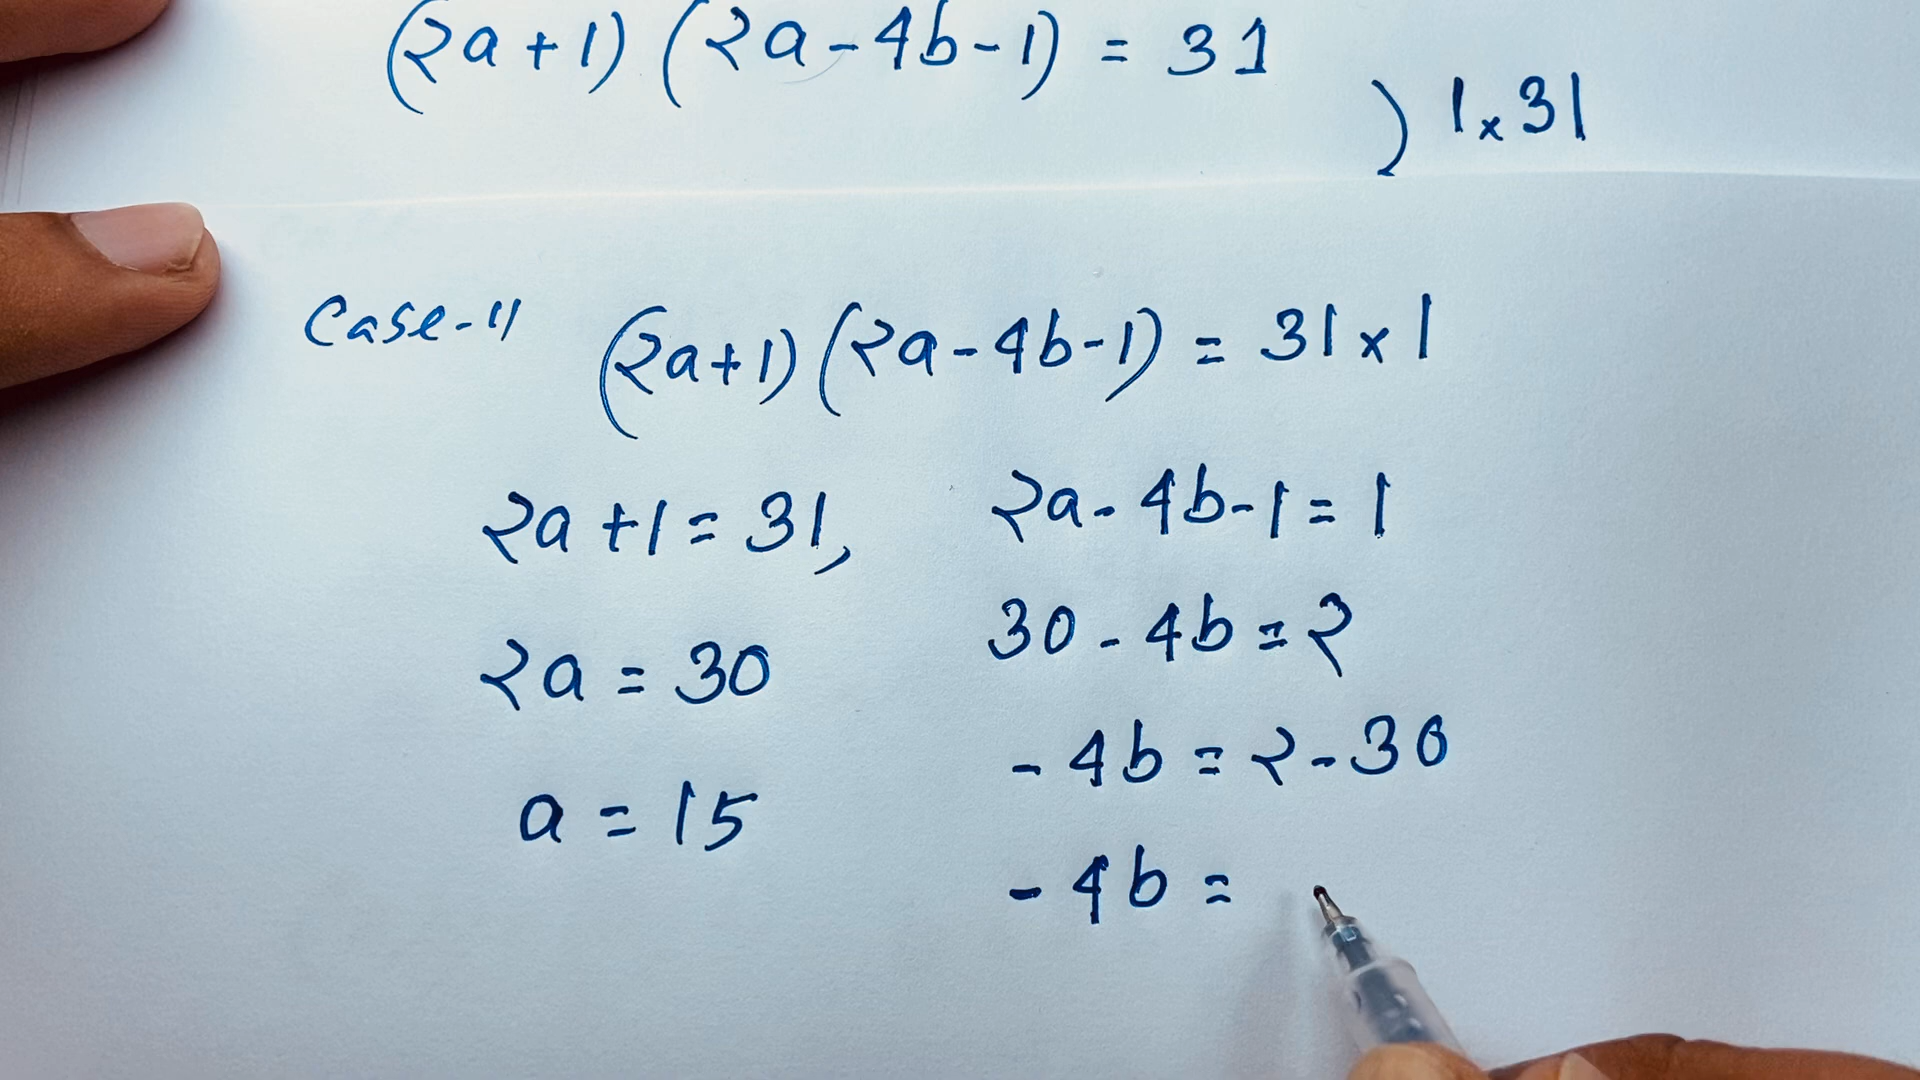 (2a+1)(2a-4b-1) = 31
) 1×31
Case-11 (2a+1)(2a-4b-1) = 31×1
2a+1=31, 2a-4b-1=1
30-4b=2
2a=30
-4b=2-30
a=15
-4b=